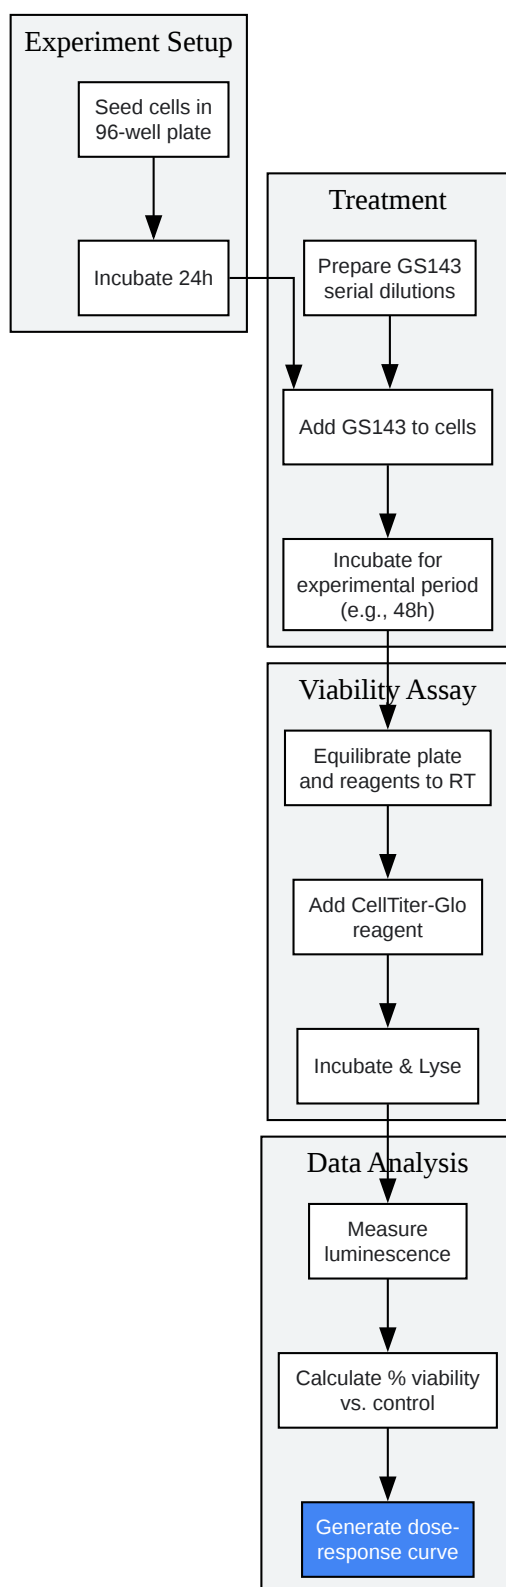 Experiment Setup
Seed cells in
96-well plate
Incubate 24h
Treatment
Prepare GS143
serial dilutions
Add GS143 to cells
Incubate for
experimental period
(e.g., 48h)
Viability Assay
Equilibrate plate
and reagents to RT
Add CellTiter-Glo
reagent
Incubate & Lyse
Data Analysis
Measure
luminescence
Calculate % viability
vs. control
Generate dose-
response curve